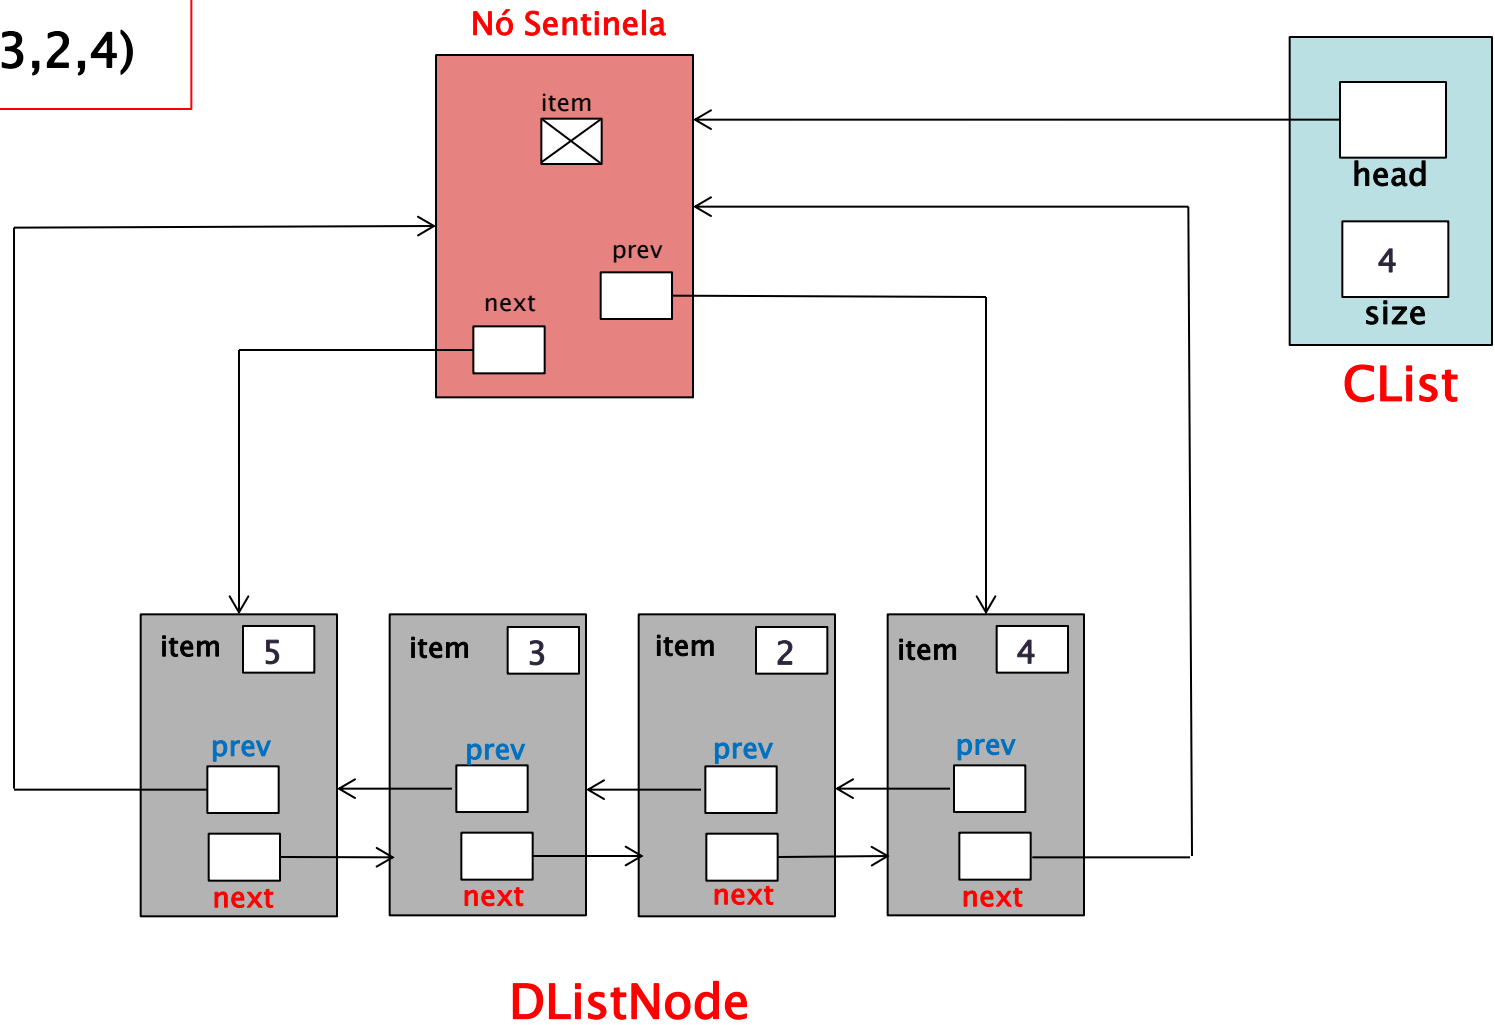 3,2,4)
Nó Sentinela
item
prev
next
head
4
size
CList
item 5
prev
next
item 3
prev
next
item 2
prev
next
item 4
prev
next
DListNode